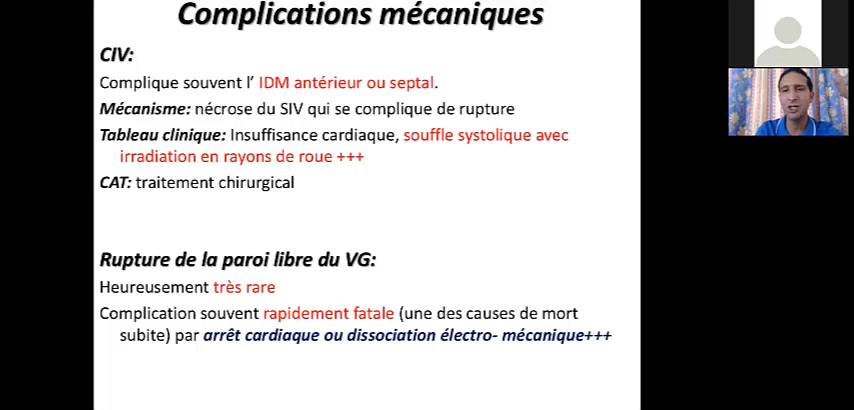 Complications mécaniques
CIV:
Complique souvent l’ IDM antérieur ou septal.
Mécanisme: nécrose du SIV qui se complique de rupture
Tableau clinique: Insuffisance cardiaque, souffle systolique avec
irradiation en rayons de roue +++
CAT: traitement chirurgical
Rupture de la paroi libre du VG:
Heureusement très rare
Complication souvent rapidement fatale (une des causes de mort
subite) par arrêt cardiaque ou dissociation électro- mécanique+++